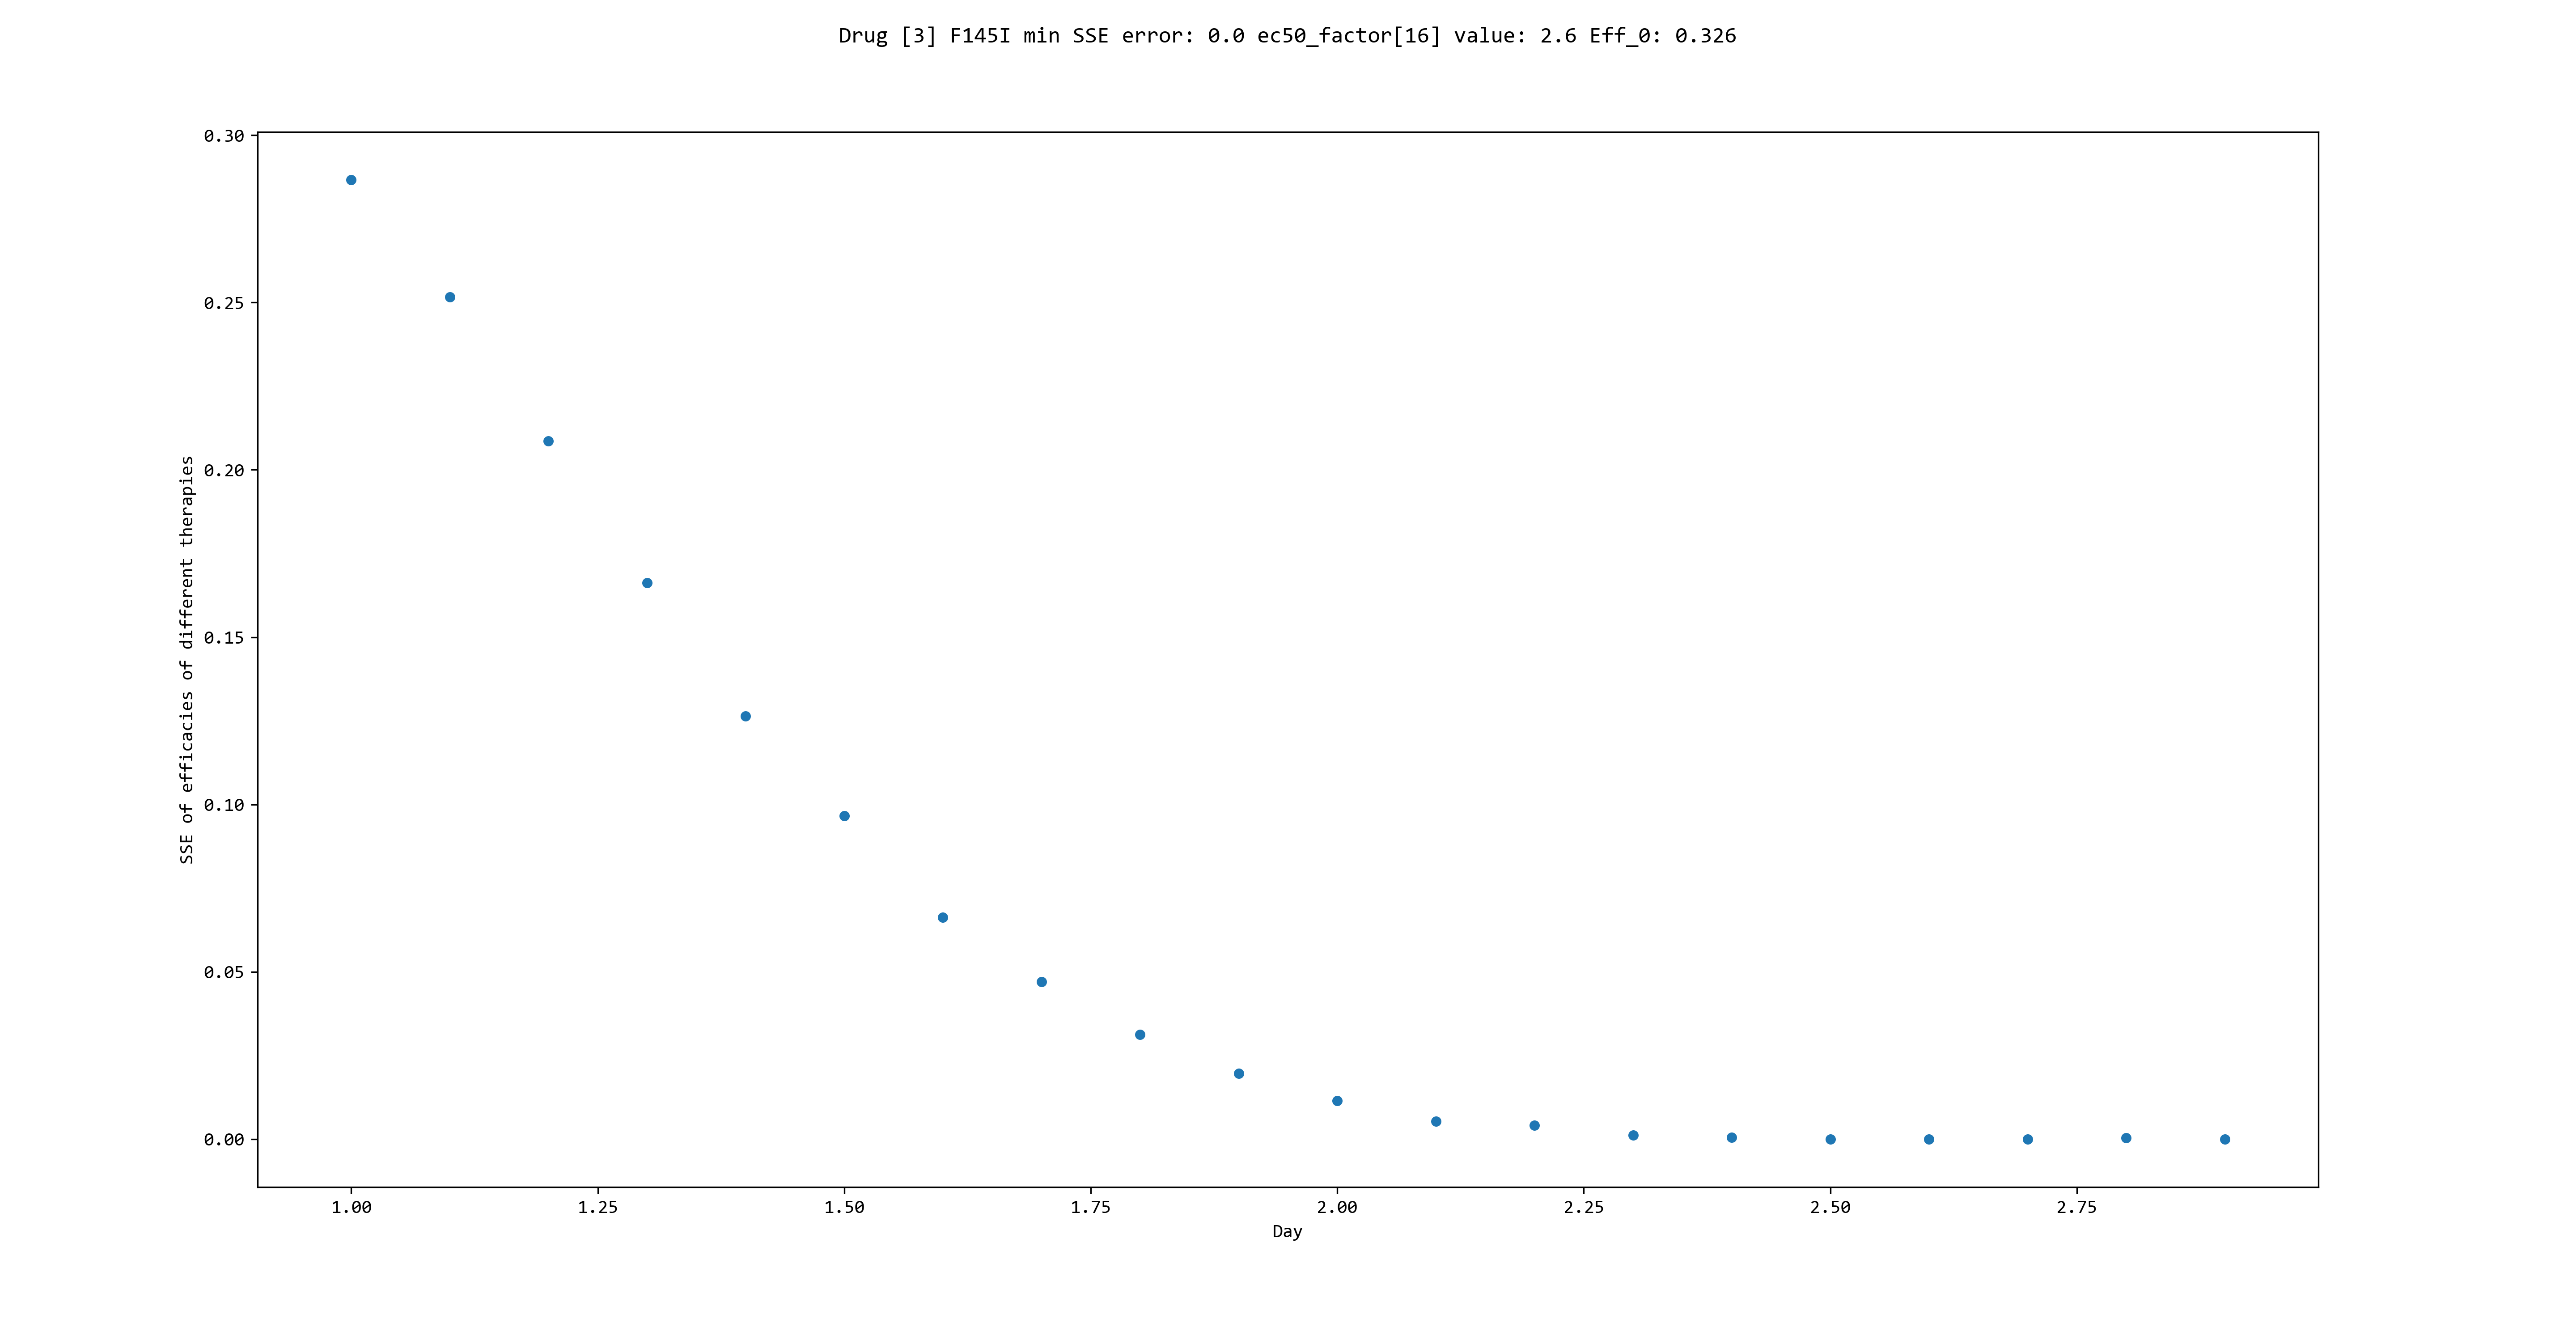 Drug [3] F145I min SSE error: 0.0 ec50_factor[16] value: 2.6 Eff_0: 0.326
SSE of efficacies of different therapies
0.30
0.25
0.20
0.15
0.10
0.05
0.00
1.00 1.25 1.50 1.75 2.00 2.25 2.50 2.75
Day